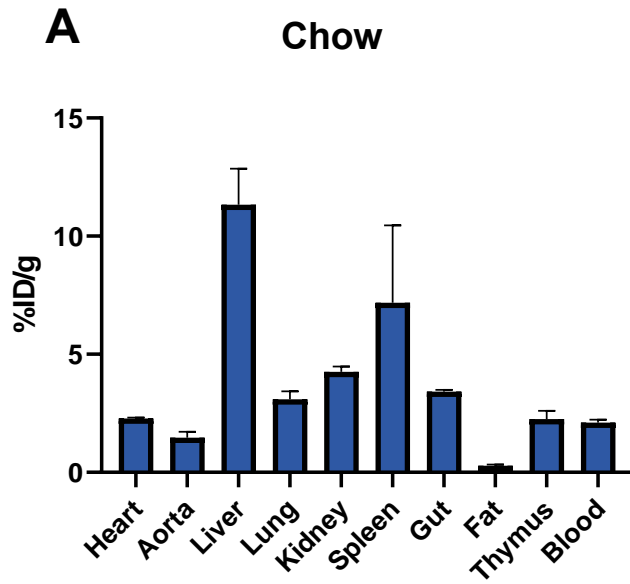 A
Chow
15
10
5
0
%ID/g
Heart
Aorta
Liver
Lung
Kidney
Spleen
Gut
Fat
Thymus
Blood